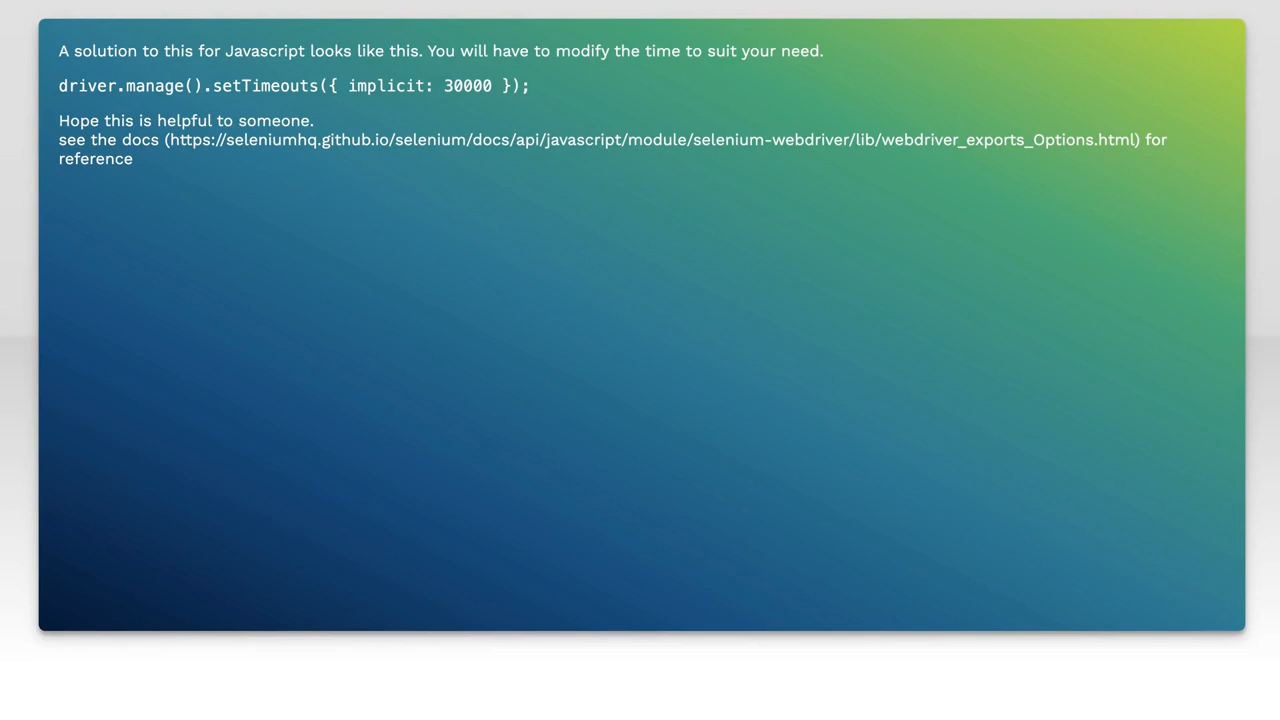 A solution to this for Javascript looks like this. You will have to modify the time to suit your need.
driver.manage().setTimeouts({ implicit: 30000 });
Hope this is helpful to someone.
see the docs (https://seleniumhq.github.io/selenium/docs/api/javascript/module/selenium-webdriver/lib/webdriver_exports_Options.html) for
reference